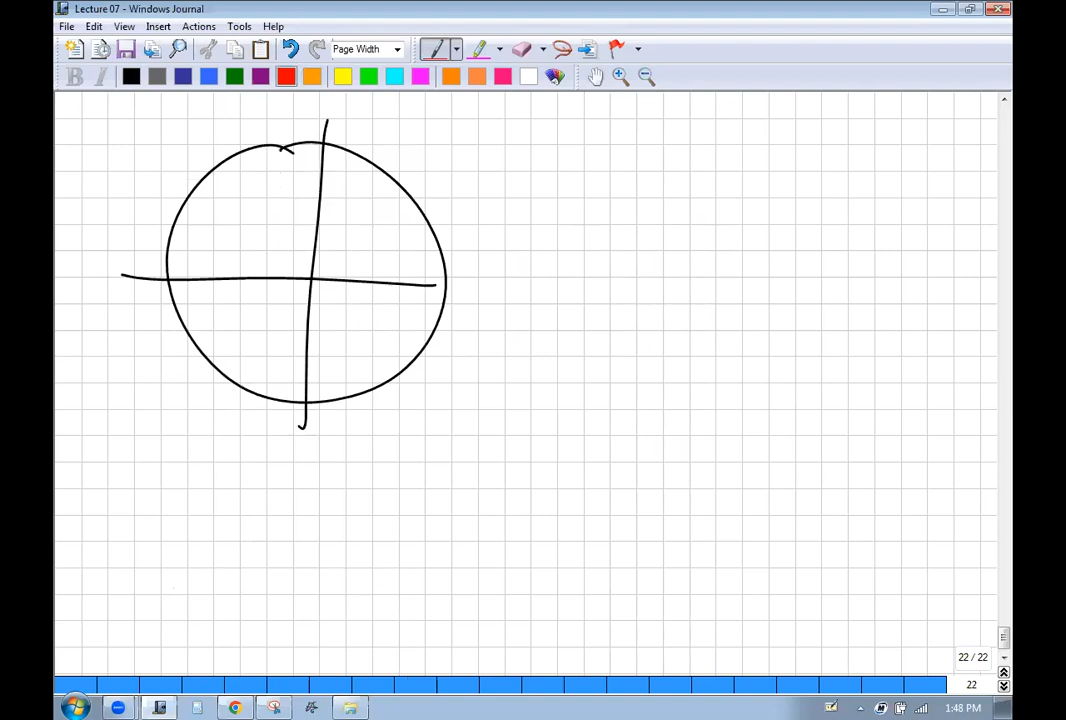 Lecture 07 - Windows Journal
File Edit View Insert Actions Tools Help
Page Width
B I
22 / 22
22
1:48 PM